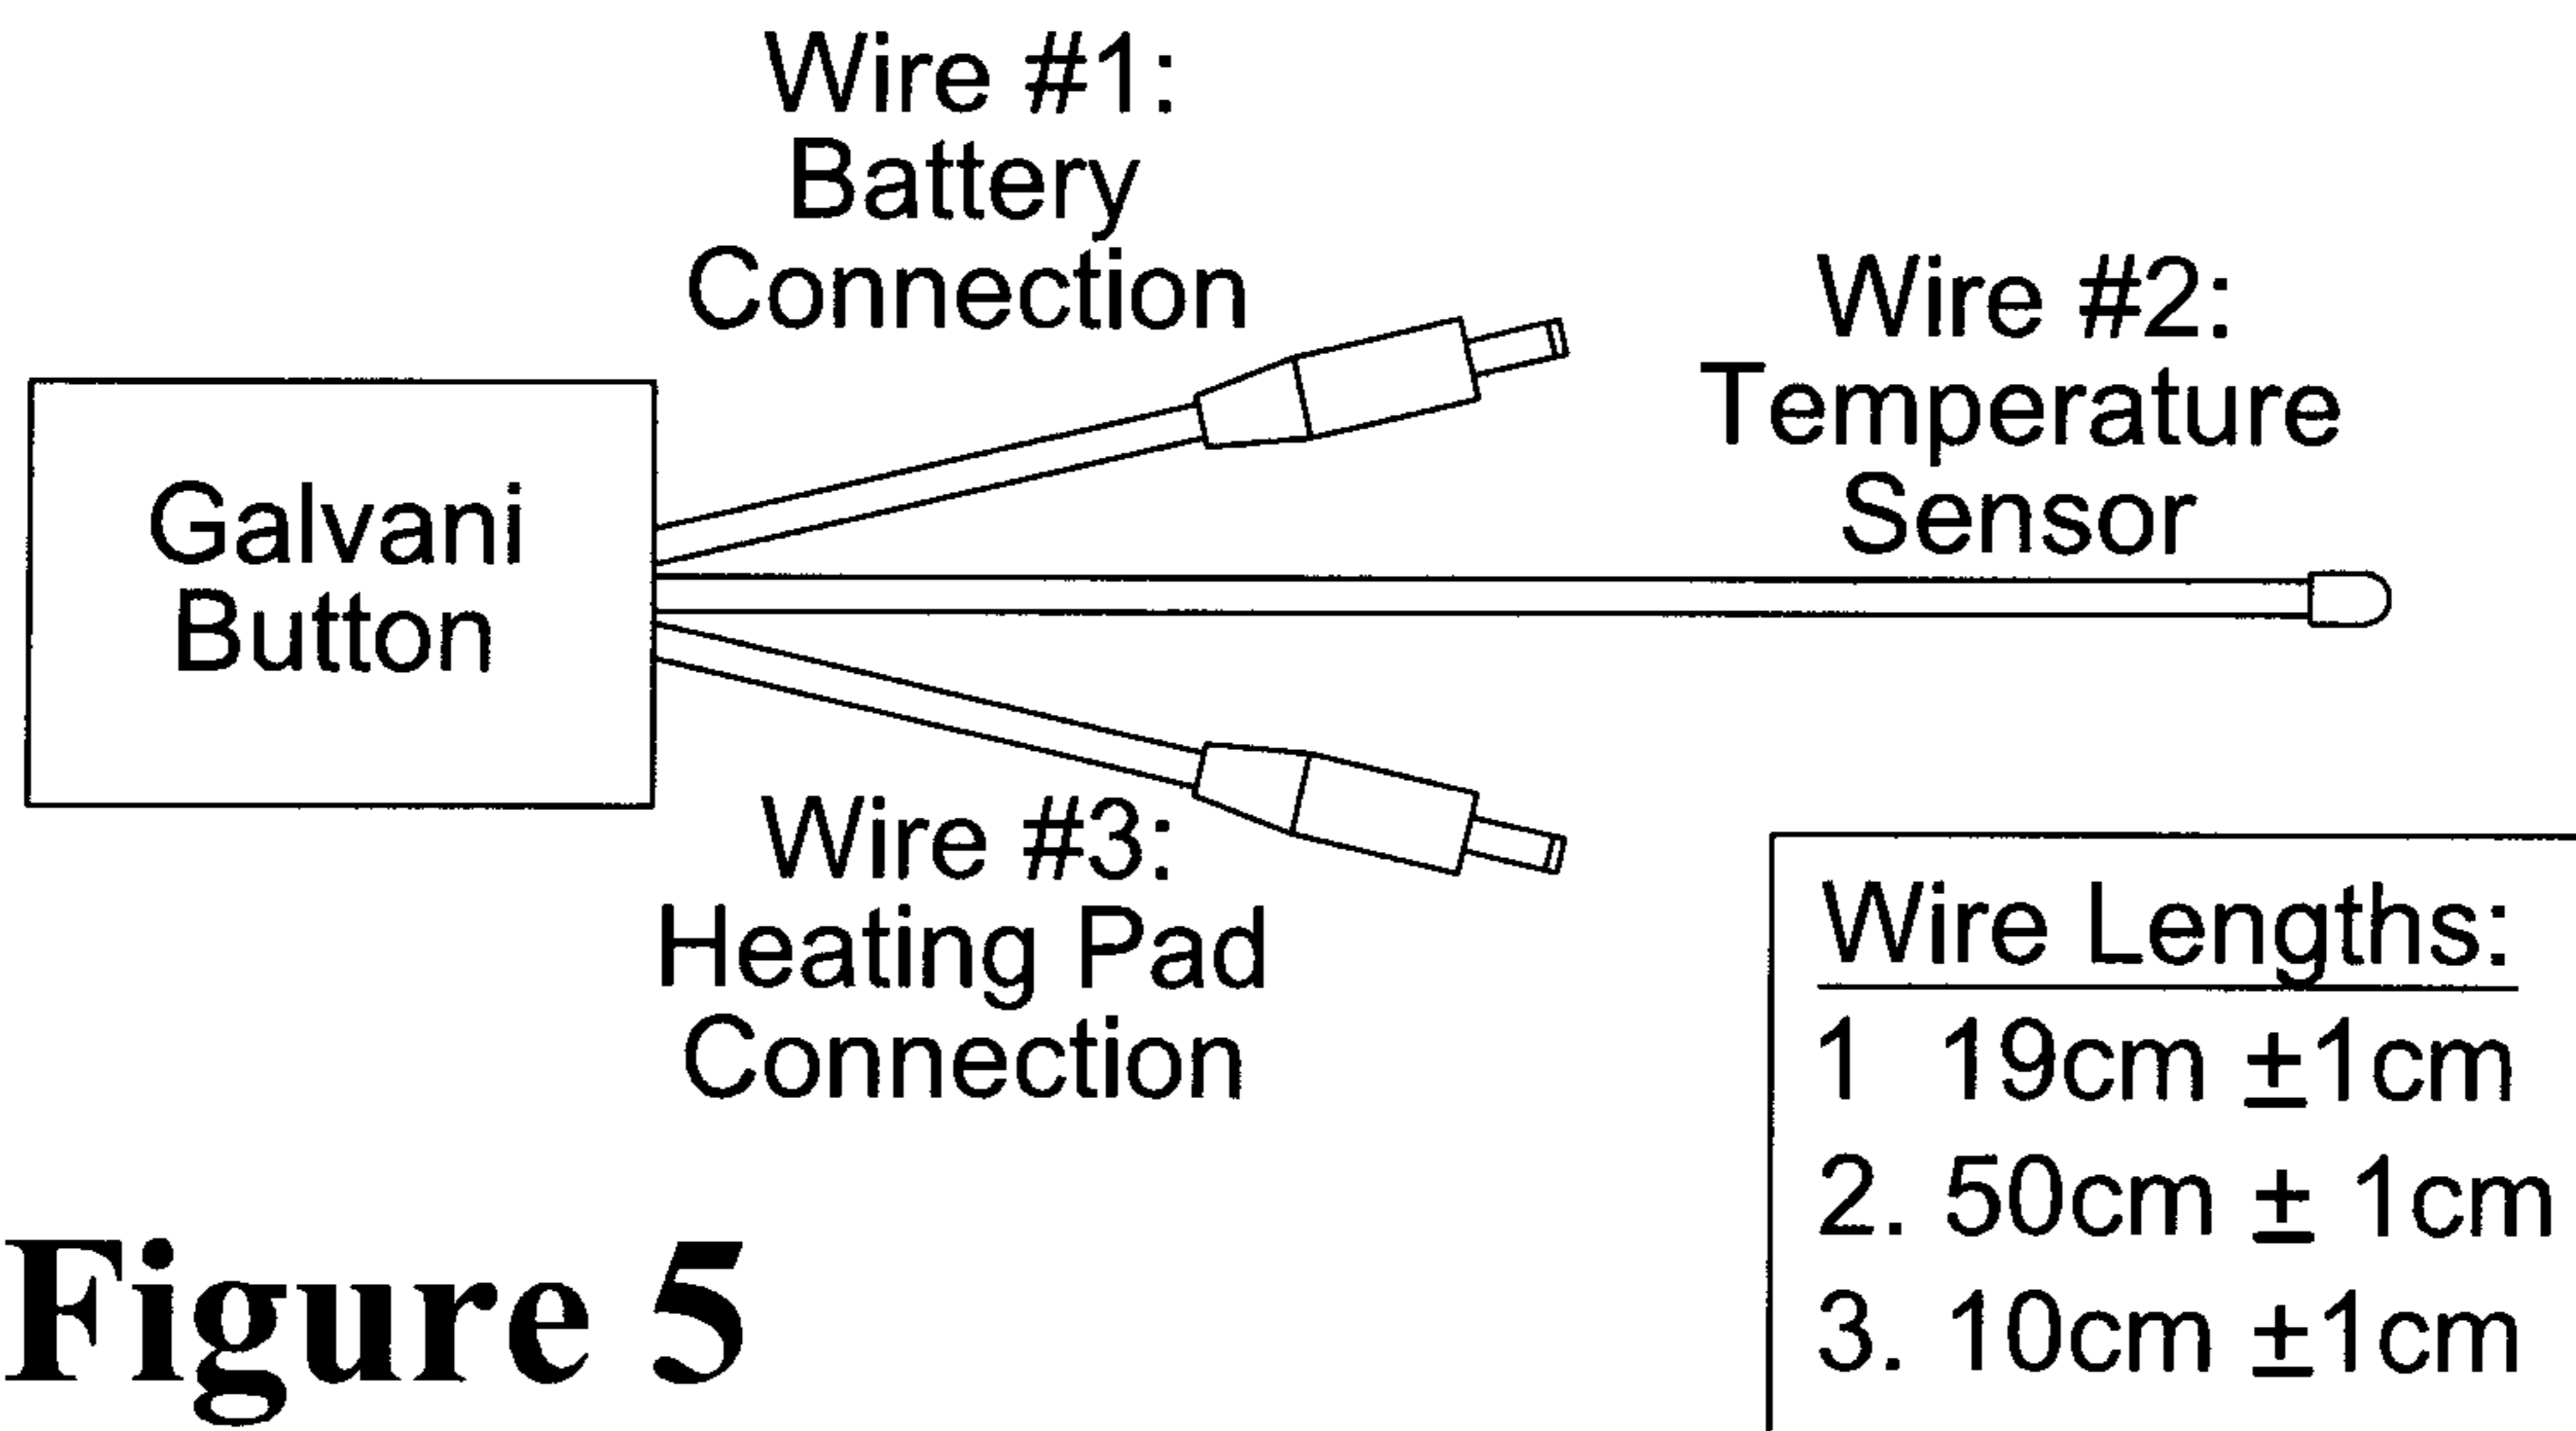 Wire #1:
Battery
Connection
Wire #2:
Temperature
Sensor
Galvani
Button
Wire #3:
Heating Pad
Connection
Wire Lengths:
1 19cm ±1cm
2. 50cm ± 1cm
3. 10cm ±1cm
Figure 5